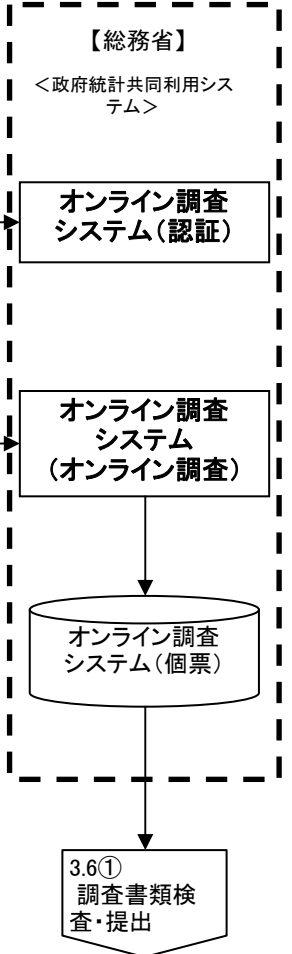 【総務省】
＜政府統計共同利用シス
テム＞
オンライン調査
システム（認証）
オンライン調査
システム
（オンライン調査）
オンライン調査
システム（個票）
3.6①
調査書類検
査・提出